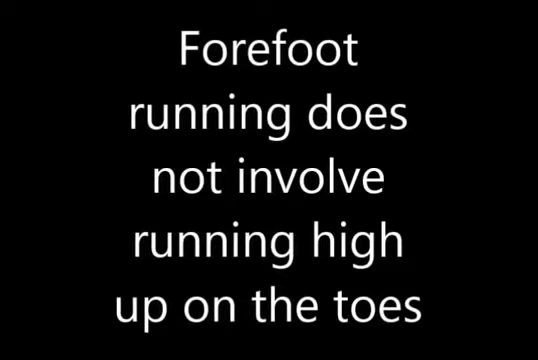 Forefoot
running does
not involve
running high
up on the toes